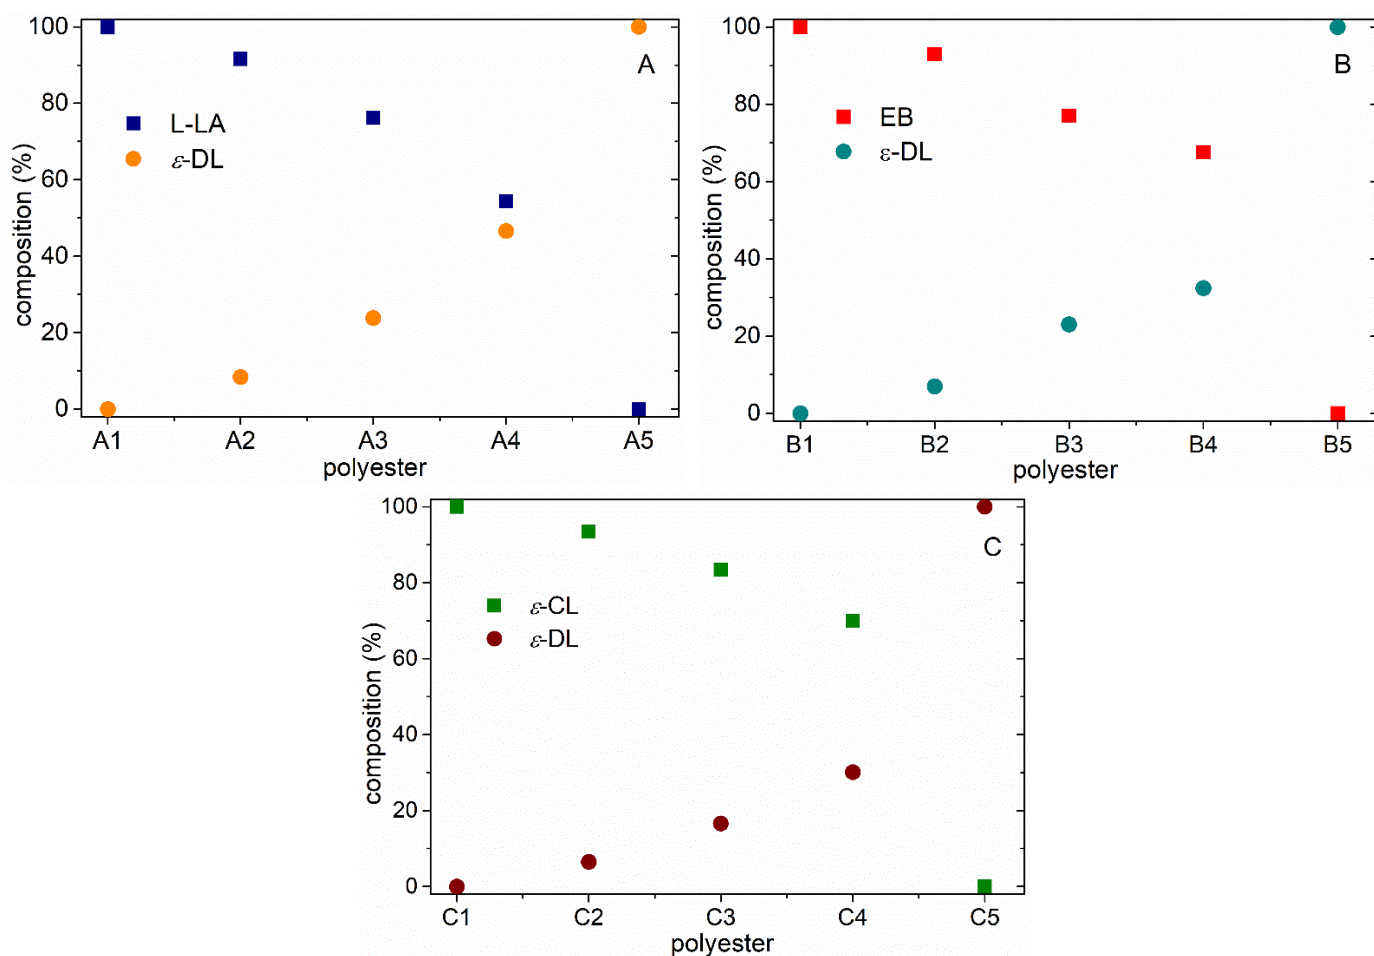 100
80
60
40
20
0
composition (%)
A
L-LA
ε-DL
A1 A2 A3 A4 A5
polyester
100
80
60
40
20
0
composition (%)
B
EB
ε-DL
B1 B2 B3 B4 B5
polyester
100
80
60
40
20
0
composition (%)
C
ε-CL
ε-DL
C1 C2 C3 C4 C5
polyester